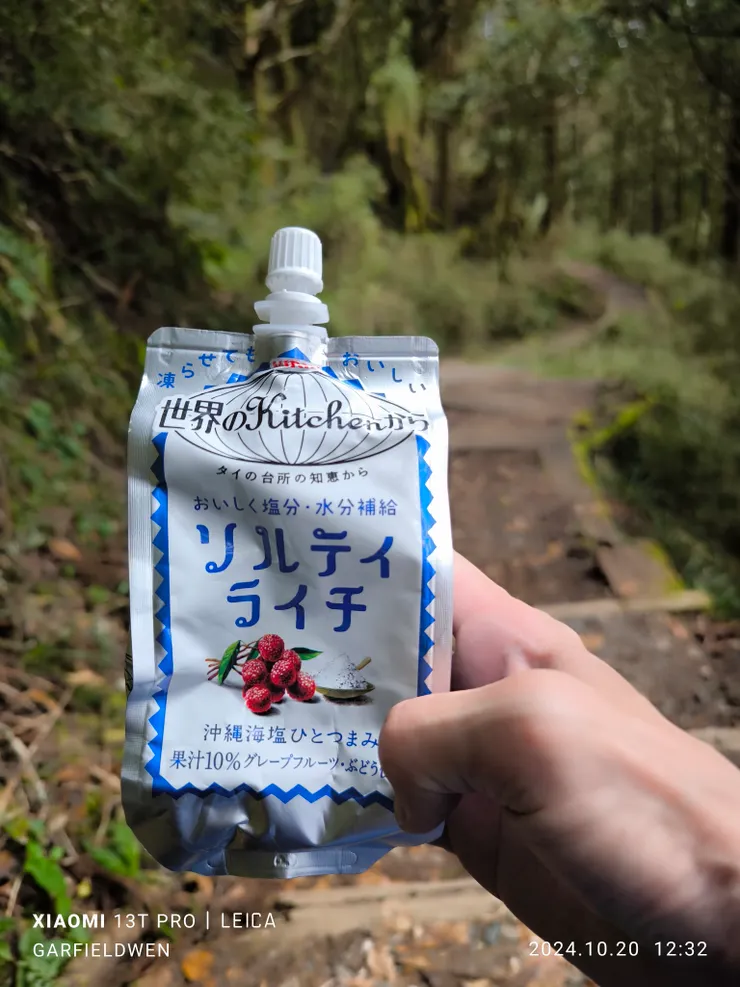 凍らせても
おいしい
世界のKitchenから
タイの台所の知恵から
おいしく塩分・水分補給
ソルティ
ライチ
沖縄海塩ひとつまみ
果汁10%グレープフルーツ・ぶどう
XIAOMI 13T PRO | LEICA
GARFIELDWEN
2024.10.20 12:32